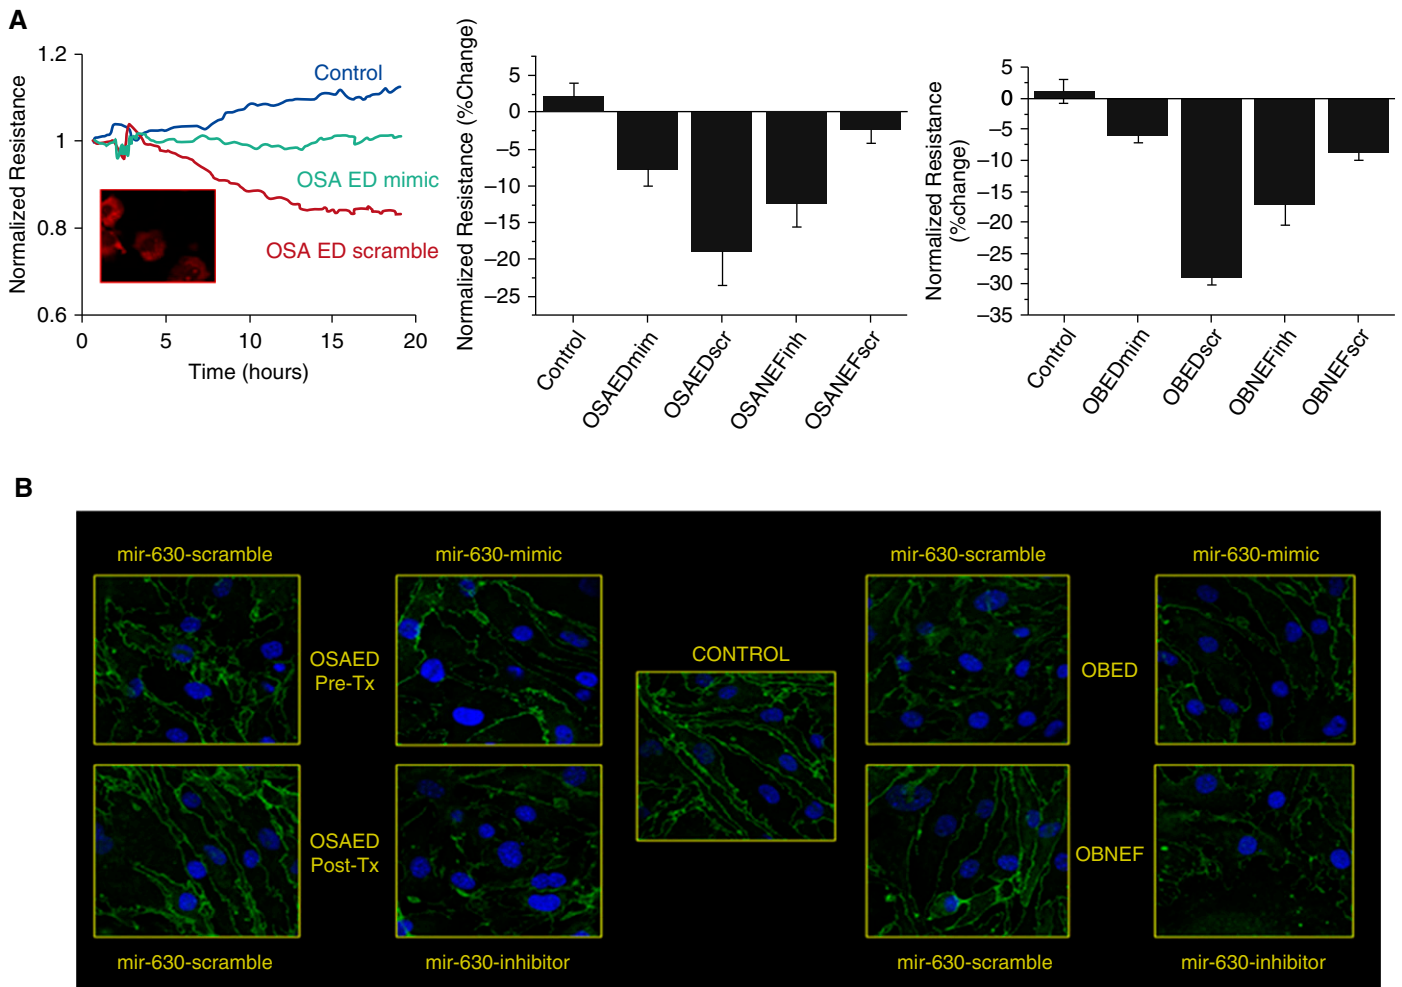 A
Normalized Resistance
1.2
1
0.8
0.6
0
5
10
15
20
Time (hours)
Control
OSA ED mimic
OSA ED scramble
Normalized Resistance (%Change)
5
0
−5
−10
−15
−20
−25
Control
OSAEDmim
OSAEDscr
OSANEFinh
OSANEFscr
Normalized Resistance
(%change)
5
0
−5
−10
−15
−20
−25
−30
−35
Control
OBEDmim
OBEDscr
OBNEFinh
OBNEFscr
B
mir-630-scramble
mir-630-mimic
mir-630-scramble
mir-630-mimic
OSAED
Pre-Tx
CONTROL
OBED
OSAED
Post-Tx
OBNEF
mir-630-scramble
mir-630-inhibitor
mir-630-scramble
mir-630-inhibitor